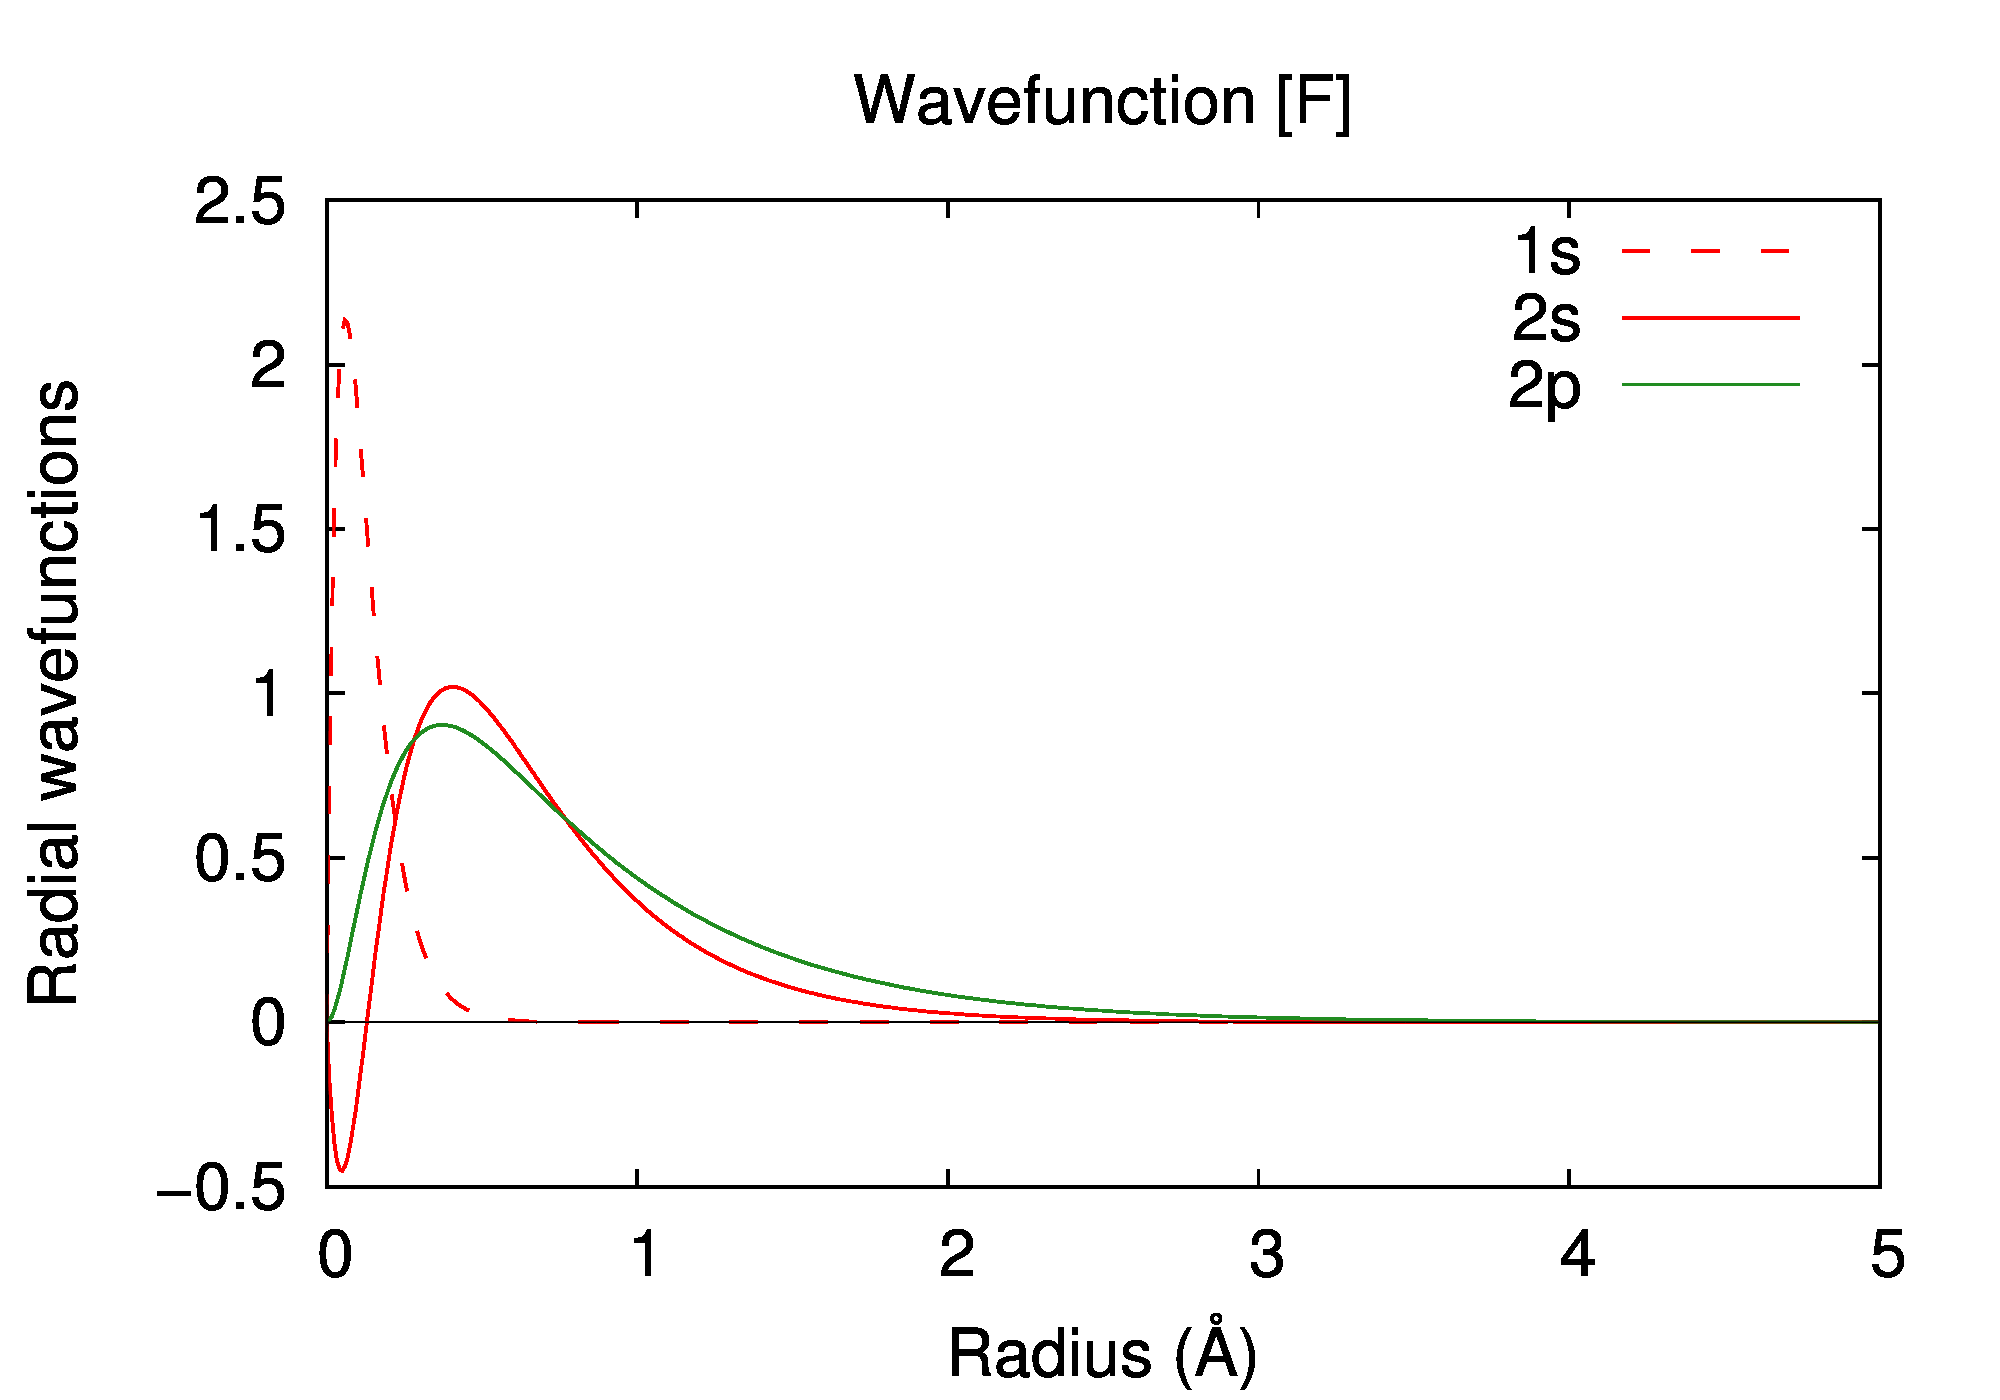 Wavefunction [F]
2.5
2
1.5
1
0.5
0
−0.5
Radial wavefunctions
1s
2s
2p
0 1 2 3 4 5
Radius (Å)